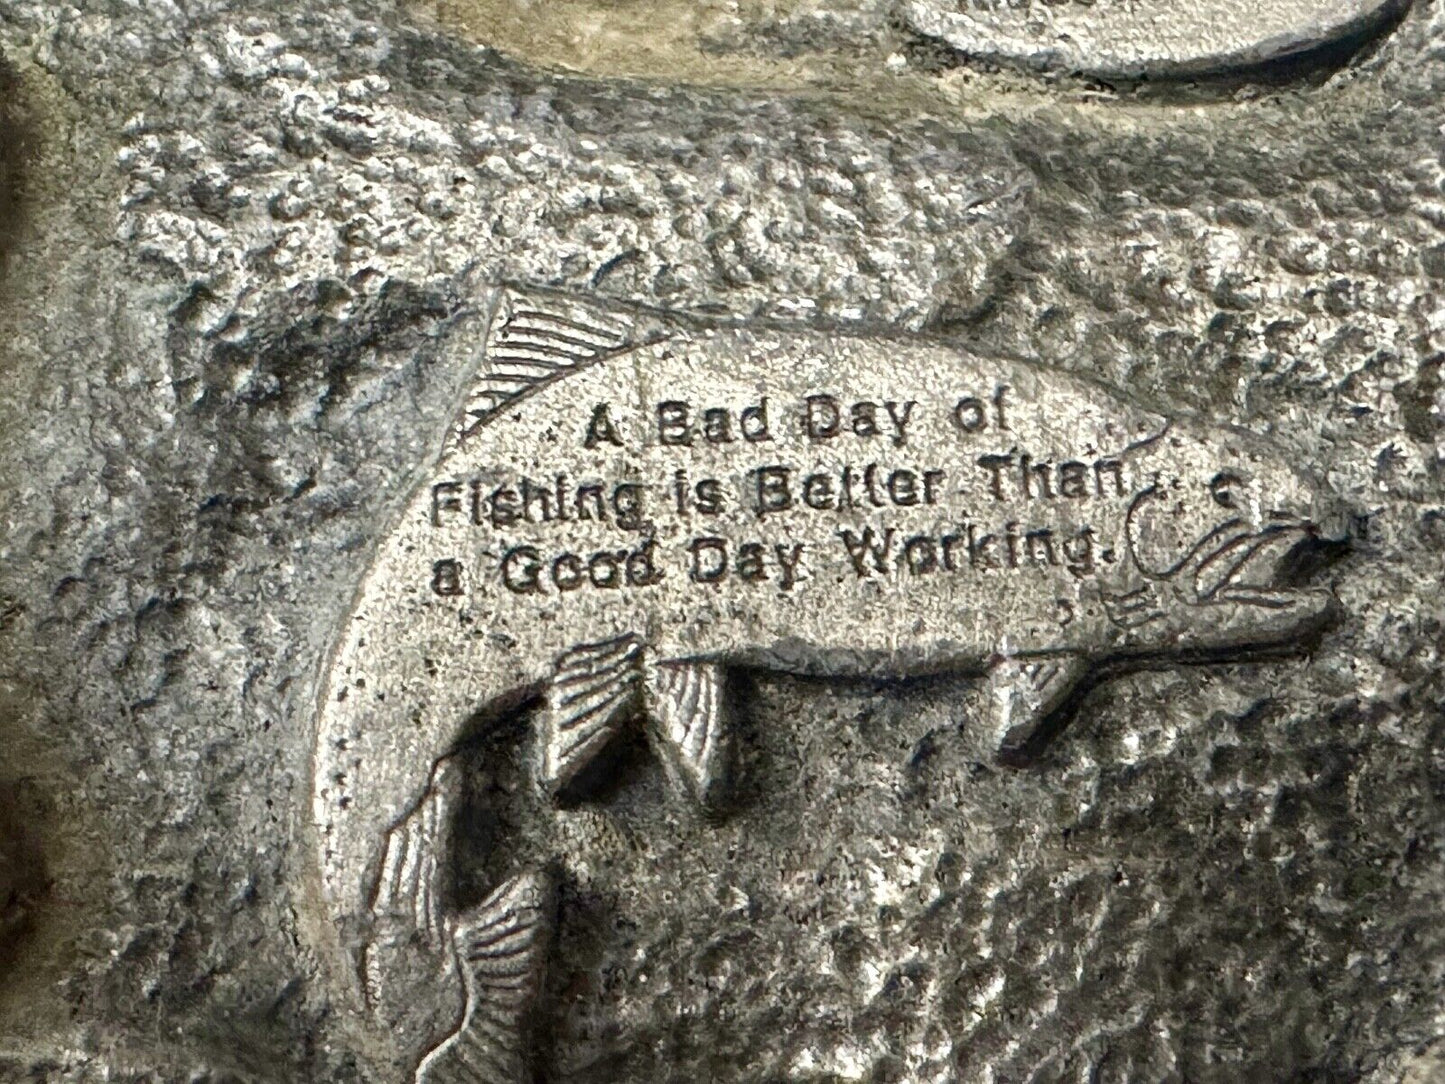 A Bad Day of
Fishing is Better Than
a Good Day Working.